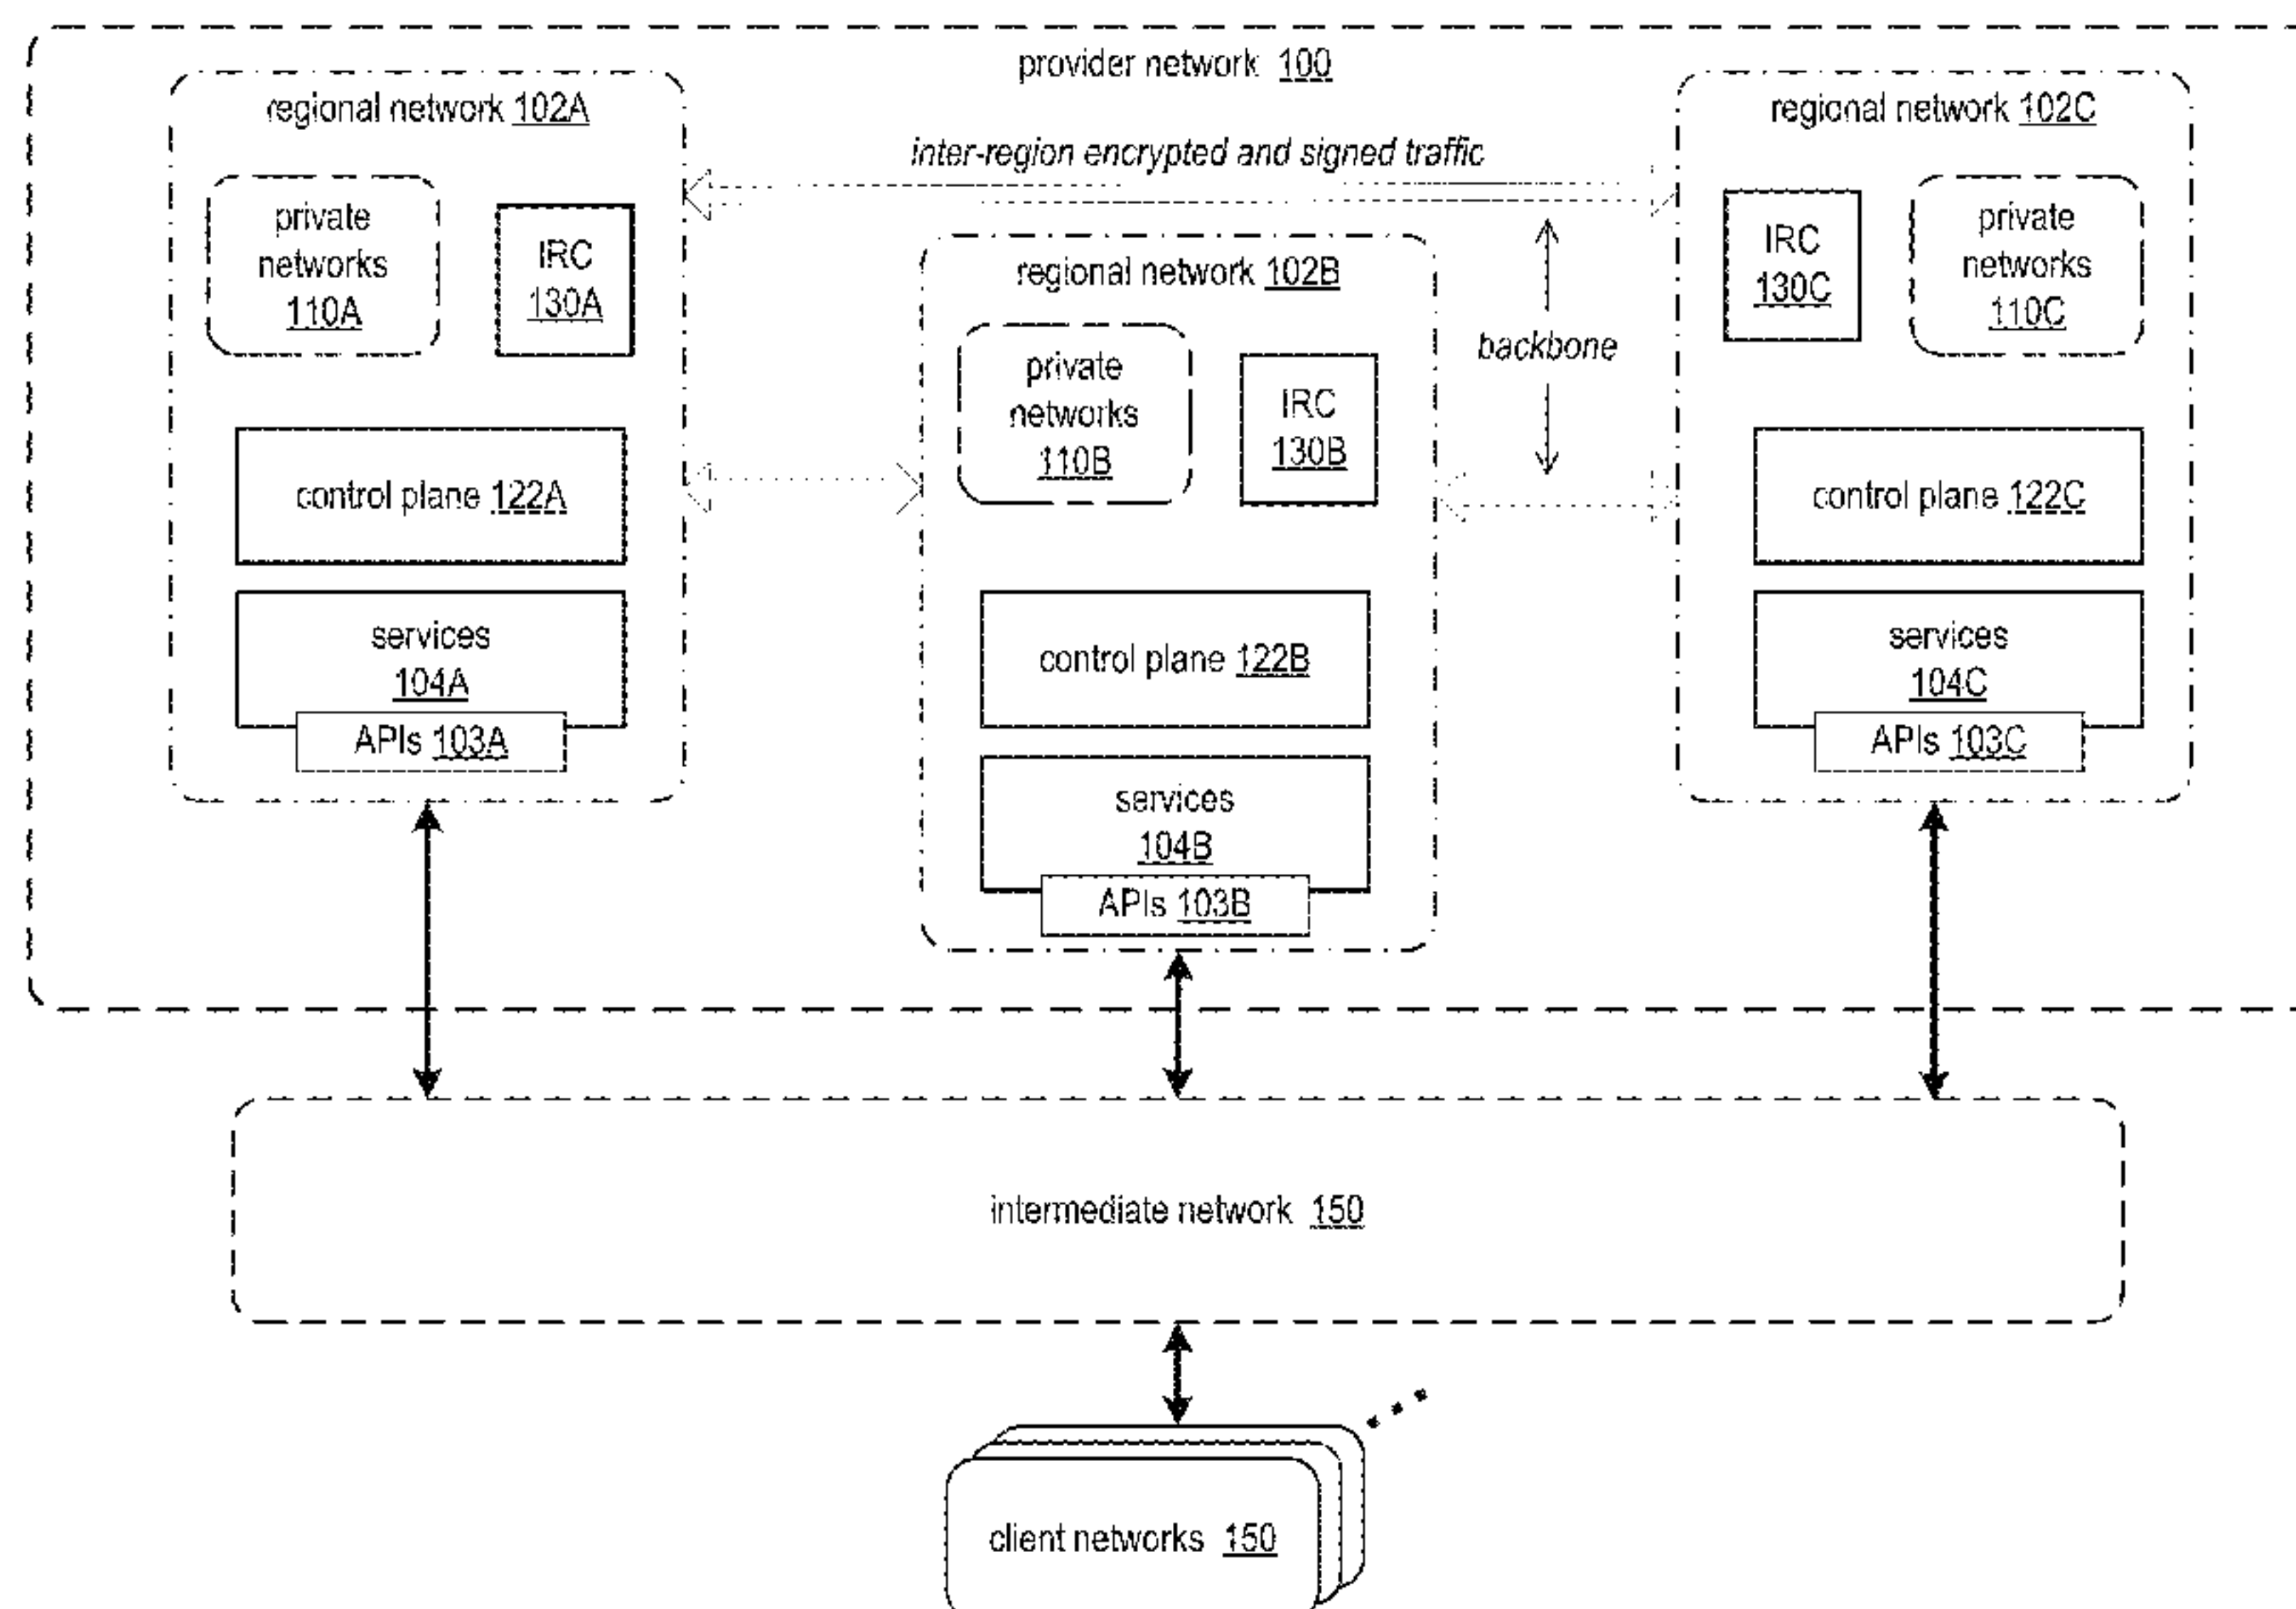 provider network 100
regional network 102A
private
networks
110A
IRC
130A
control plane 122A
services
104A
APIs 103A
inter-region encrypted and signed traffic
regional network 102B
private
networks
110B
IRC
130B
control plane 122B
services
104B
APIs 103B
backbone
regional network 102C
IRC
130C
private
networks
110C
control plane 122C
services
104C
APIs 103C
intermediate network 150
client networks 150